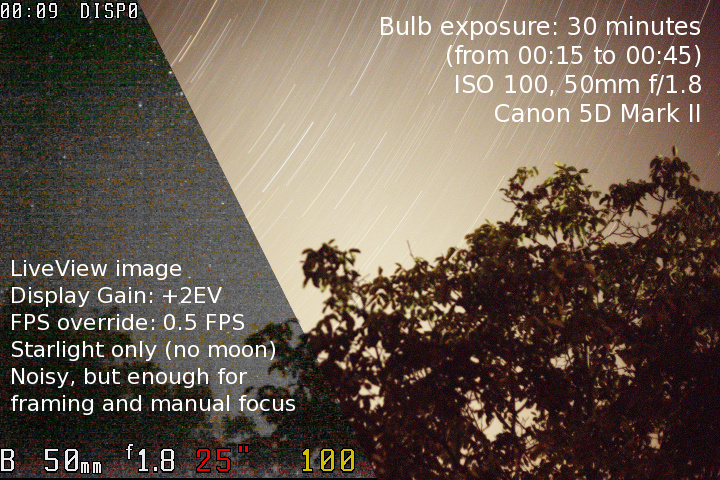 00:09 DISP0
Bulb exposure: 30 minutes
(from 00:15 to 00:45)
ISO 100, 50mm f/1.8
Canon 5D Mark II
LiveView image
Display Gain: +2EV
FPS override: 0.5 FPS
Starlight only (no moon)
Noisy, but enough for
framing and manual focus
B 50mm f1.8 25" 100